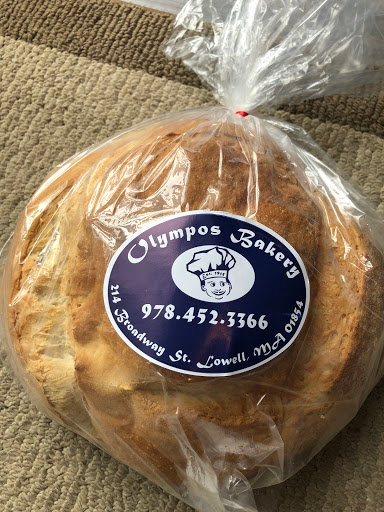 Olympos Bakery
978.452.3366
214 Broadway St. Lowell, MA 01854